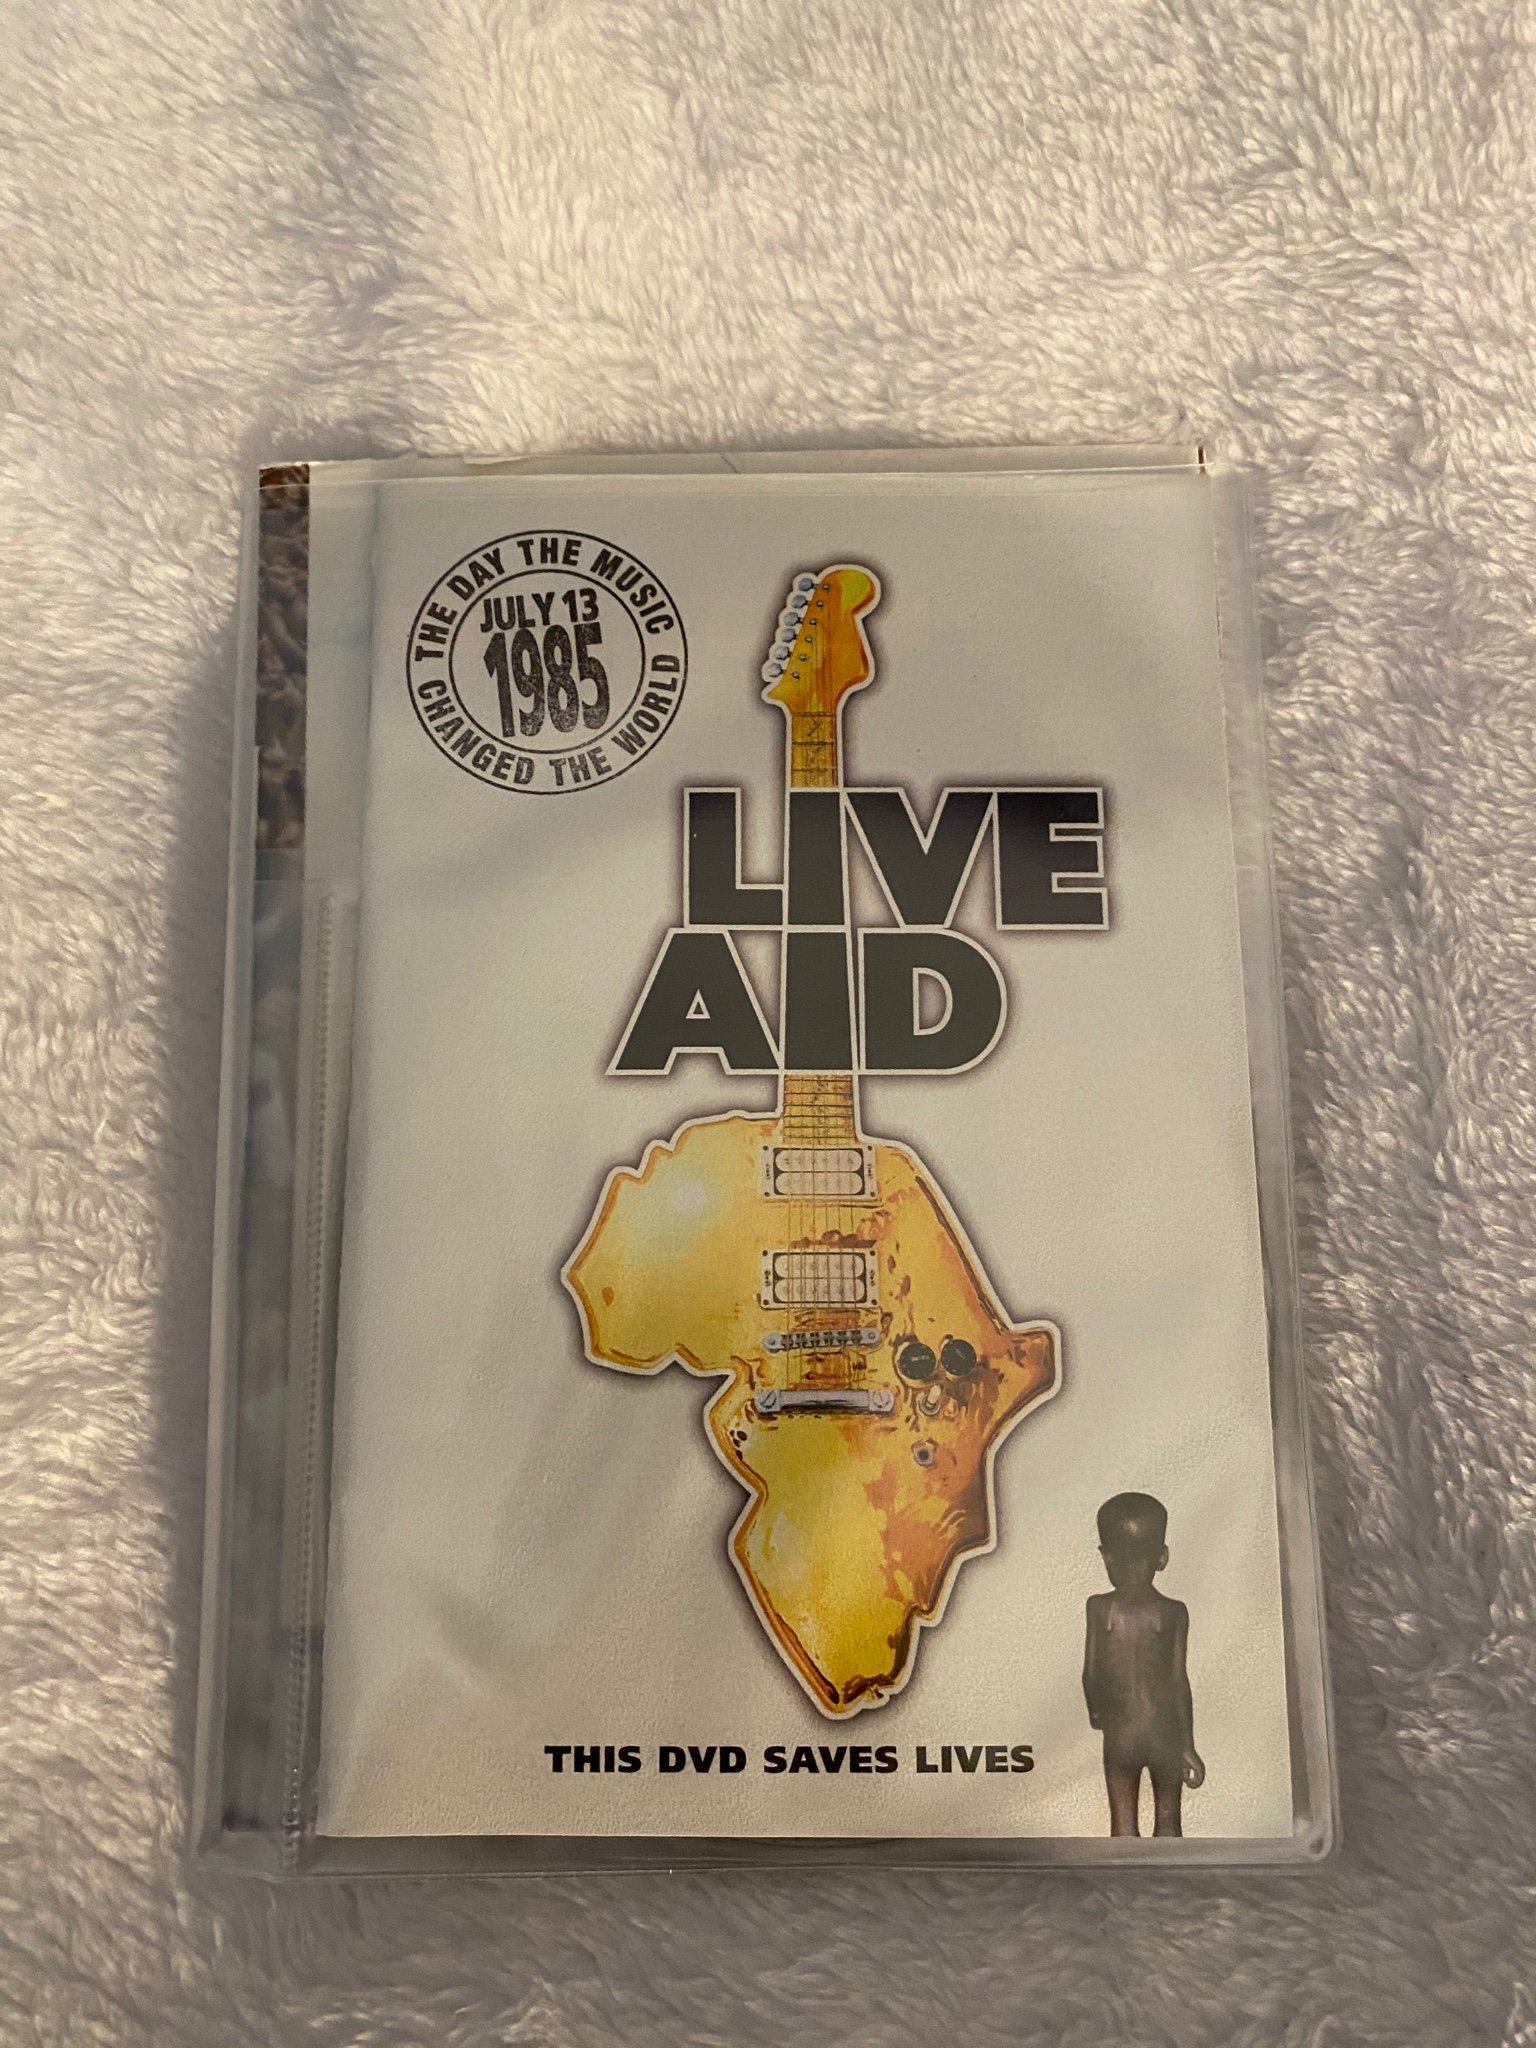 THE DAY THE MUSIC
JULY 13
1985
CHANGED THE WORLD
LIVE
AID
THIS DVD SAVES LIVES